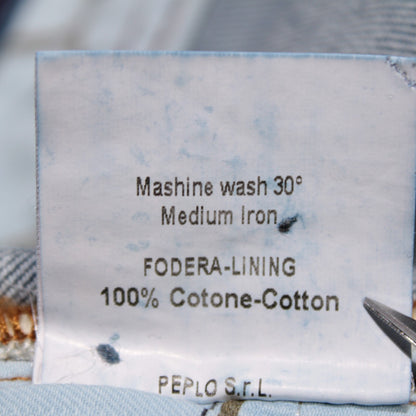 Mashine wash 30°
Medium Iron
FODERA-LINING
100% Cotone-Cotton
PEPLO S.r.L.